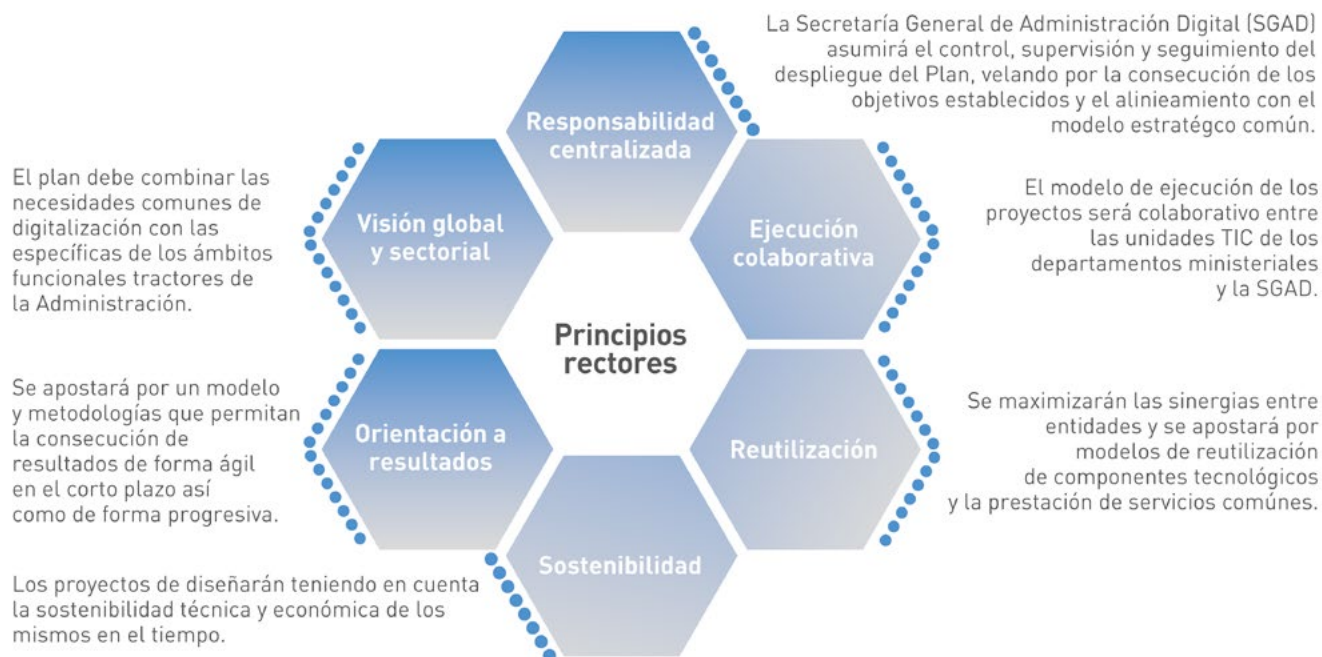 La Secretaría General de Administración Digital (SGAD)
asumirá el control, supervisión y seguimiento del
despliegue del Plan, velando por la consecución de los
objetivos establecidos y el alinieamiento con el
modelo estratégco común.
Responsabilidad
centralizada
El plan debe combinar las
necesidades comunes de
digitalización con las
específicas de los ámbitos
funcionales tractores de
la Administración.
Visión global
y sectorial
Ejecución
colaborativa
El modelo de ejecución de los
proyectos será colaborativo entre
las unidades TIC de los
departamentos ministeriales
y la SGAD.
Principios
rectores
Se apostará por un modelo
y metodologías que permitan
la consecución de
resultados de forma ágil
en el corto plazo así
como de forma progresiva.
Orientación a
resultados
Reutilización
Se maximizarán las sinergias entre
entidades y se apostará por
modelos de reutilización
de componentes tecnológicos
y la prestación de servicios comúnes.
Sostenibilidad
Los proyectos de diseñarán teniendo en cuenta
la sostenibilidad técnica y económica de los
mismos en el tiempo.